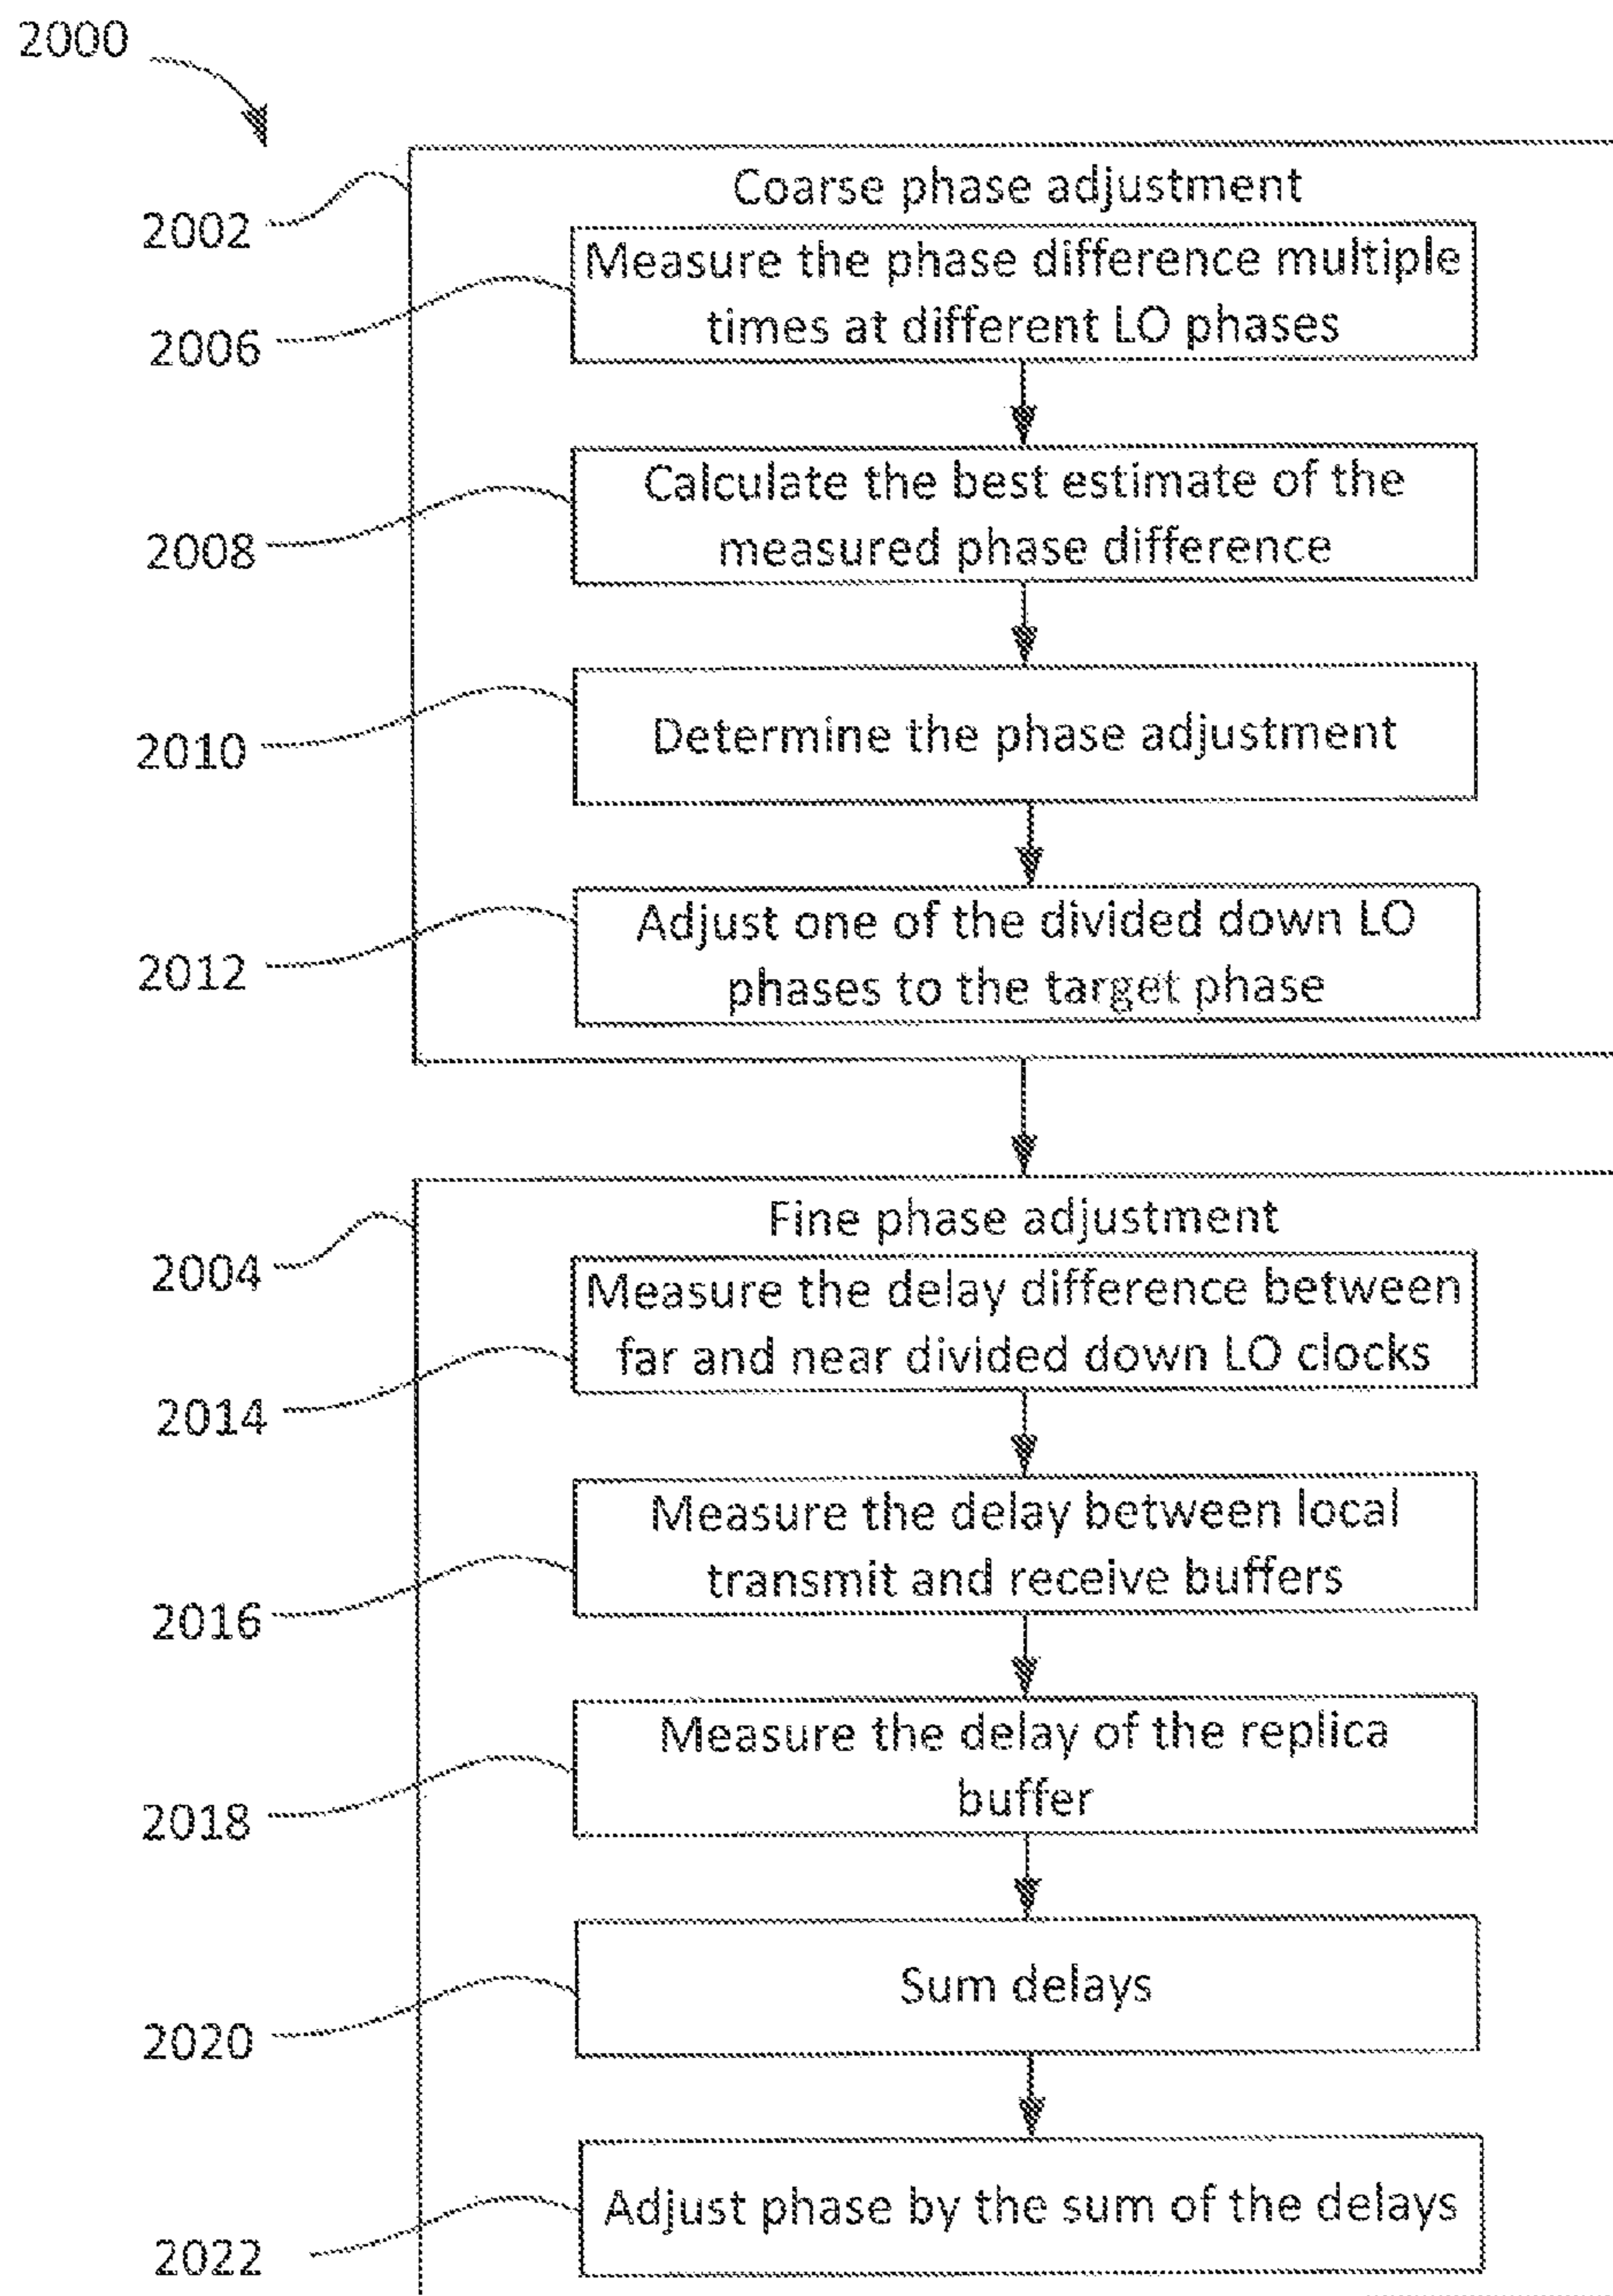 2000
Coarse phase adjustment
2002
Measure the phase difference multiple
times at different LO phases
2006
Calculate the best estimate of the
measured phase difference
2008
Determine the phase adjustment
2010
Adjust one of the divided down LO
phases to the target phase
2012
Fine phase adjustment
2004
Measure the delay difference between
far and near divided down LO clocks
2014
Measure the delay between local
transmit and receive buffers
2016
Measure the delay of the replica
buffer
2018
Sum delays
2020
Adjust phase by the sum of the delays
2022